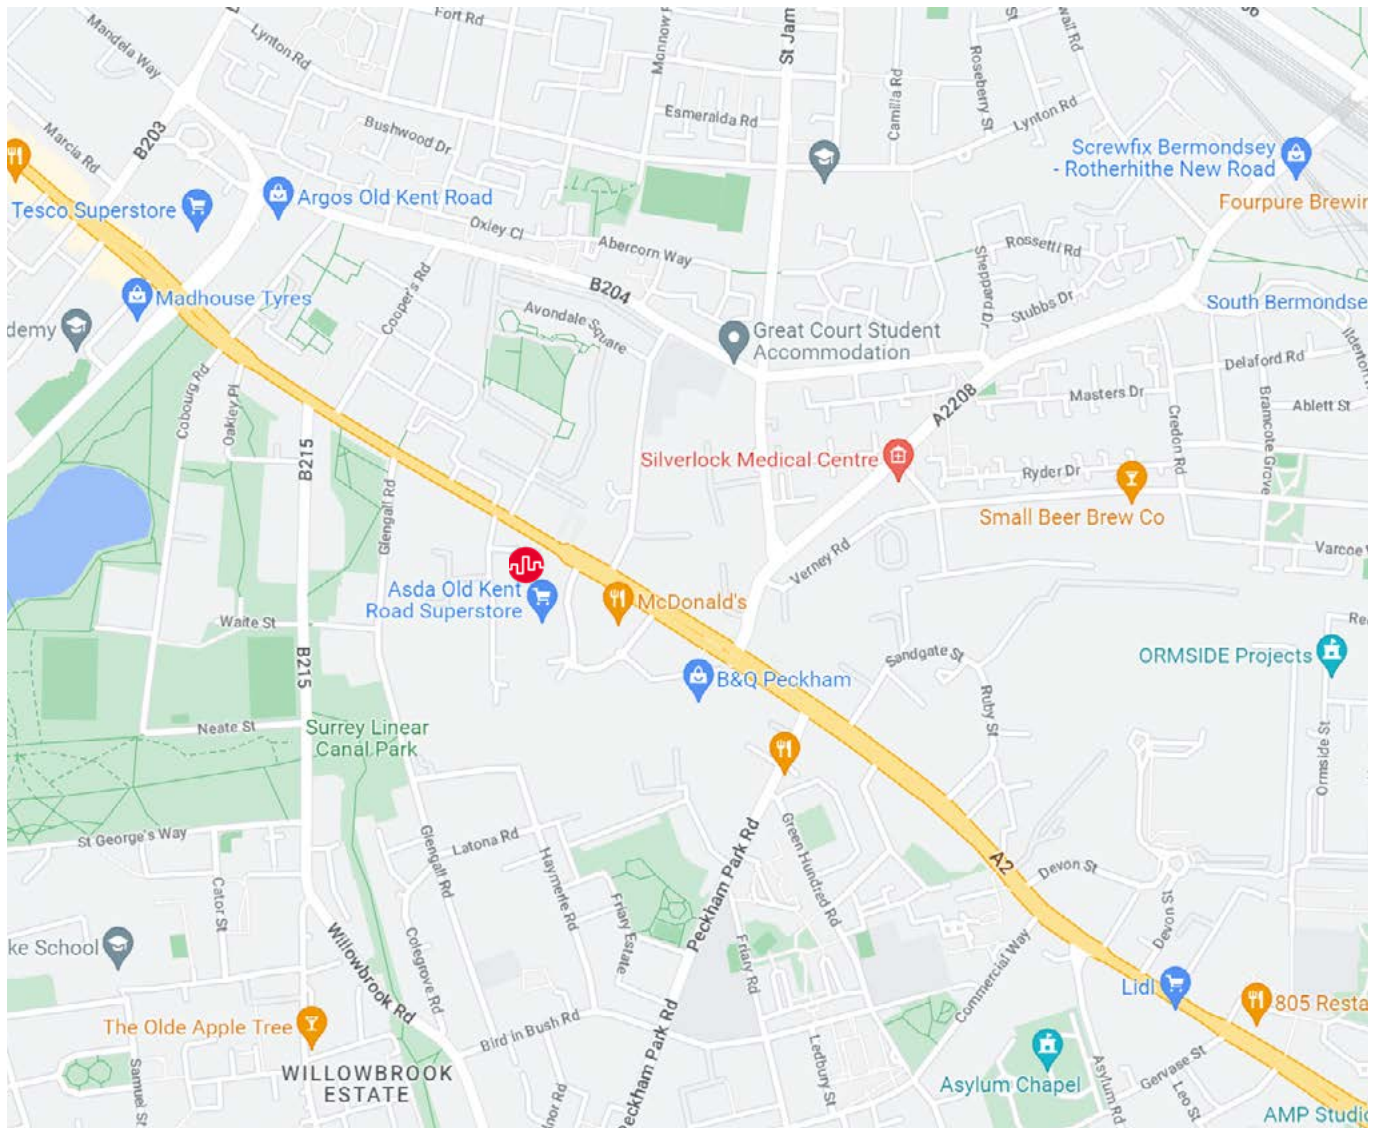 Fort Rd
Mandela Way
Lynton Rd
St Jam
Roseberry St
Camilla Rd
Esmeralda Rd
Lynton Rd
Bushwood Dr
B203
Marcia Rd
Screwfix Bermondsey
- Rotherhithe New Road
Argos Old Kent Road
Tesco Superstore
Fourpure Brewin
Oxley Cl
Abercorn Way
Rossetti Rd
Sheppard Dr
Cooper's Rd
B204
Madhouse Tyres
Stubbs Dr
South Bermondse
Avondale Square
demy
Great Court Student
Accommodation
Delaford Rd
Cobourg Rd
Oakley Pl
Masters Dr
A2208
Credon Rd
Bramcote Grove
Ablett St
B215
Silverlock Medical Centre
Ryder Dr
Glengall Rd
Small Beer Brew Co
Verney Rd
Varcoe
Asda Old Kent
Road Superstore
McDonald's
Waite St
Re
B215
Sandgate St
ORMSIDE Projects
B&Q Peckham
Ruby St
Neate St
Surrey Linear
Canal Park
Ormside St
St George's Way
Glengall Rd
Latona Rd
Haymerle Rd
Peckham Park Rd
Green Hundred Rd
A2
Devon St
Cator St
Friary Estate
Devon St
ke School
Willowbrook Rd
Colegrove Rd
Friary Rd
Commercial Way
Lidl
805 Resta
The Olde Apple Tree
Bird in Bush Rd
Peckham Park Rd
Ledbury St
Asylum Chapel
Gervase St
WILLOWBROOK
ESTATE
Samuel St
nor Rd
Asylum Rd
Leo St
AMP Studio